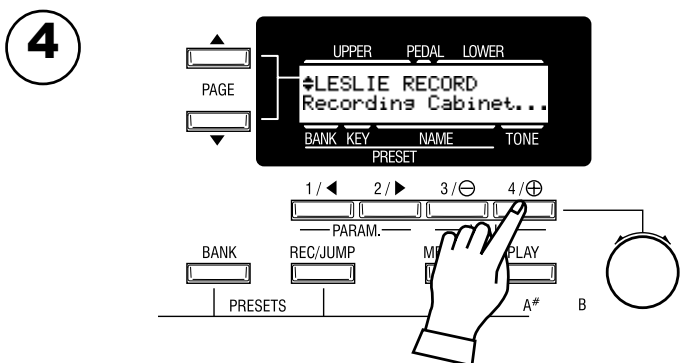 4
UPPER PEDAL LOWER
PAGE
LESLIE RECORD
Recording Cabinet...
BANK KEY NAME TONE
PRESET
1/◀ 2/▶ 3/⊖ 4/⊕
PARAM.
BANK REC/JUMP PLAY
PRESETS A# B